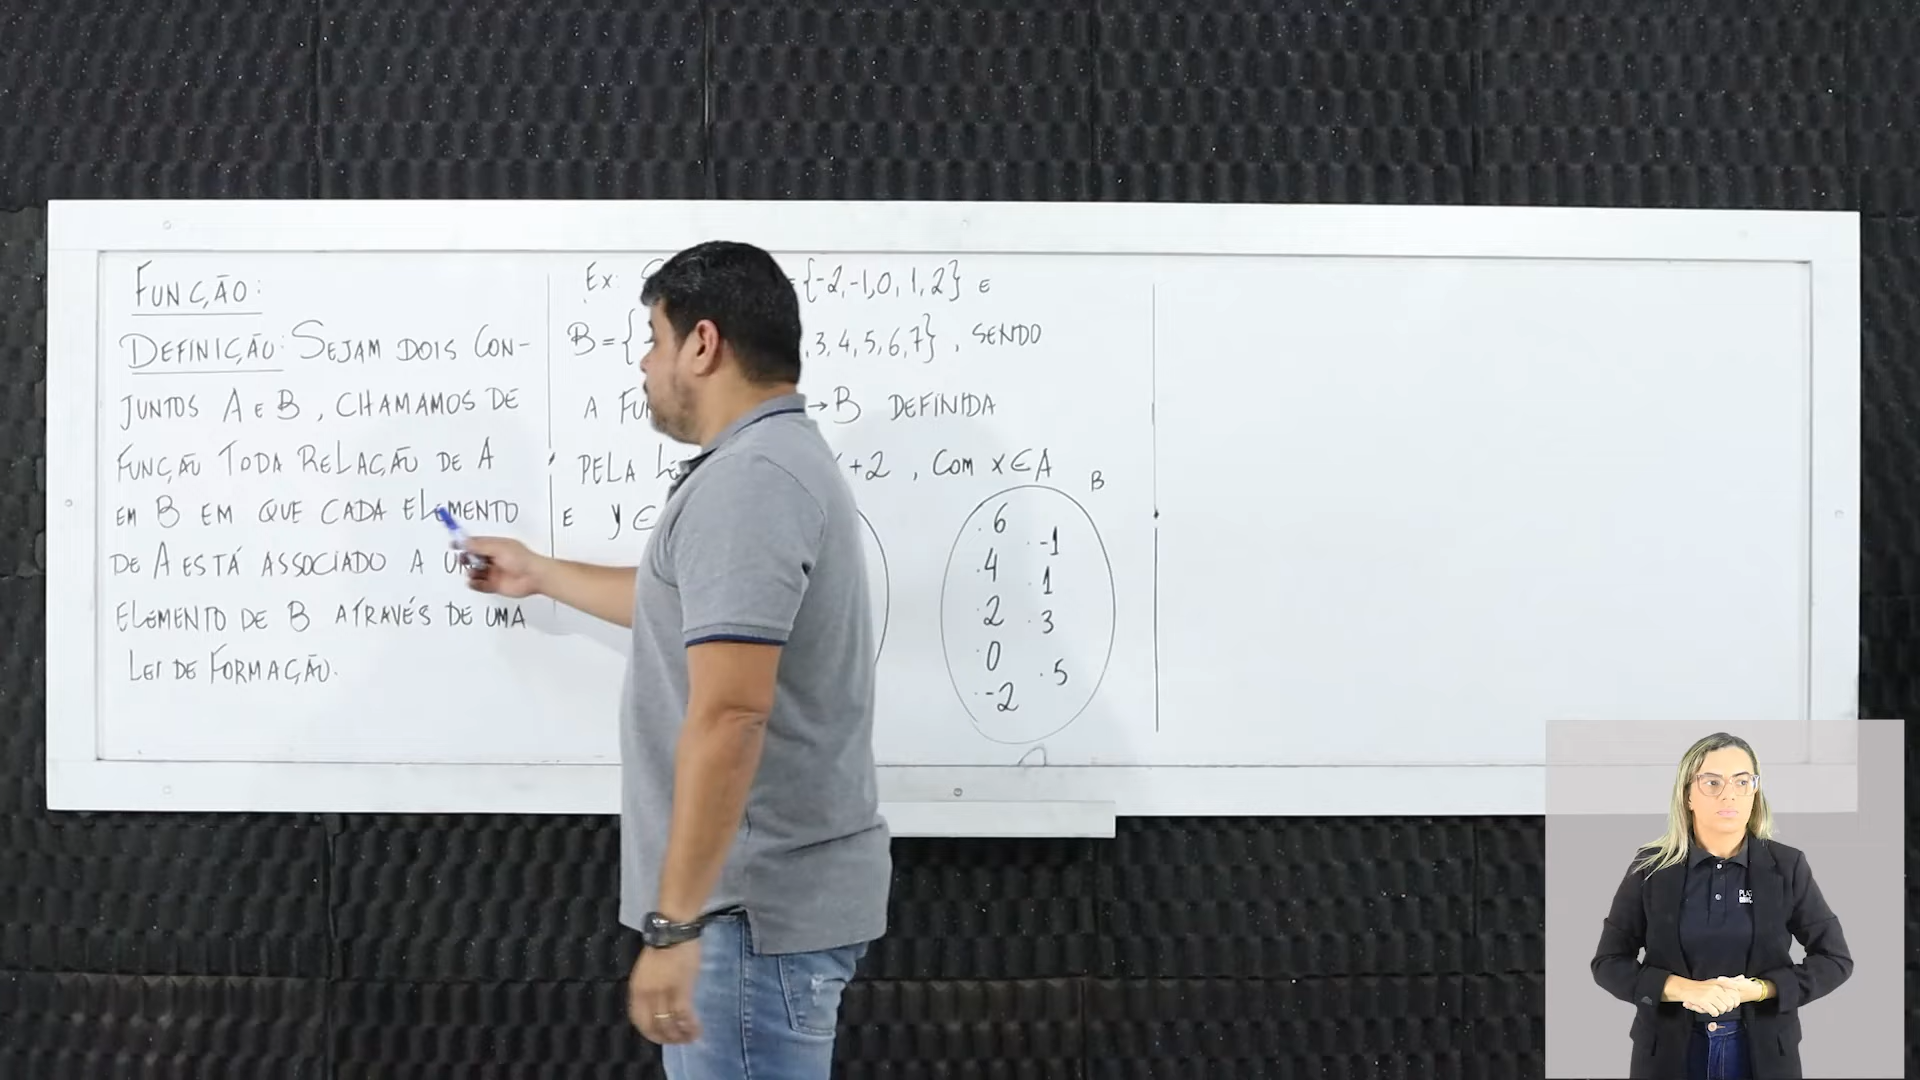 FUNÇÃO:
DEFINIÇÃO: SEJAM DOIS CON-
JUNTOS A E B, CHAMAMOS DE
FUNÇÃO TODA RELAÇÃO DE A
EM B EM QUE CADA ELEMENTO
DE A ESTÁ ASSOCIADO A
ELEMENTO DE B ATRAVÉS DE UMA
LEI DE FORMAÇÃO.
Ex: {-2,-1,0,1,2} E
B={ ,3,4,5,6,7}, SENDO
A →B DEFINIDA
PELA +2, COM x∈A
E y∈
B
6
-1
4
1
2
3
0
5
-2